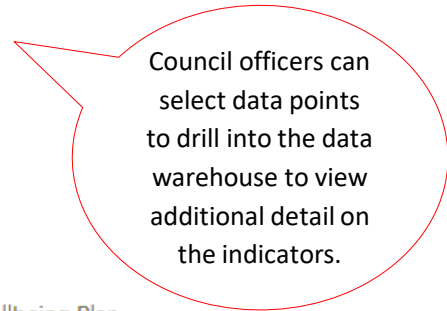 Council officers can
select data points
to drill into the data
warehouse to view
additional detail on
the indicators.